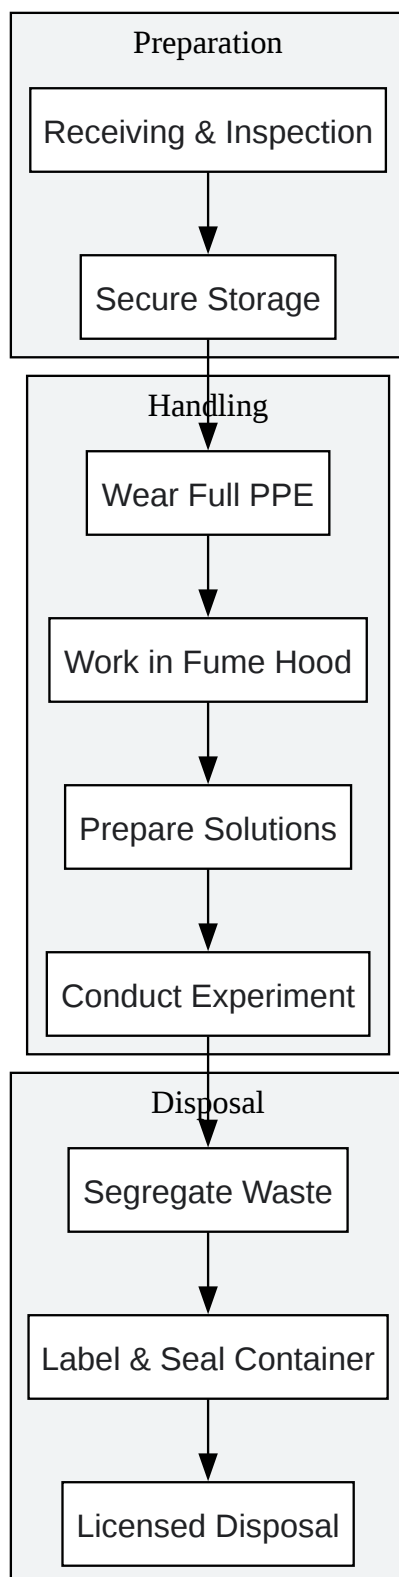 Preparation
Receiving & Inspection
Secure Storage
Handling
Wear Full PPE
Work in Fume Hood
Prepare Solutions
Conduct Experiment
Disposal
Segregate Waste
Label & Seal Container
Licensed Disposal